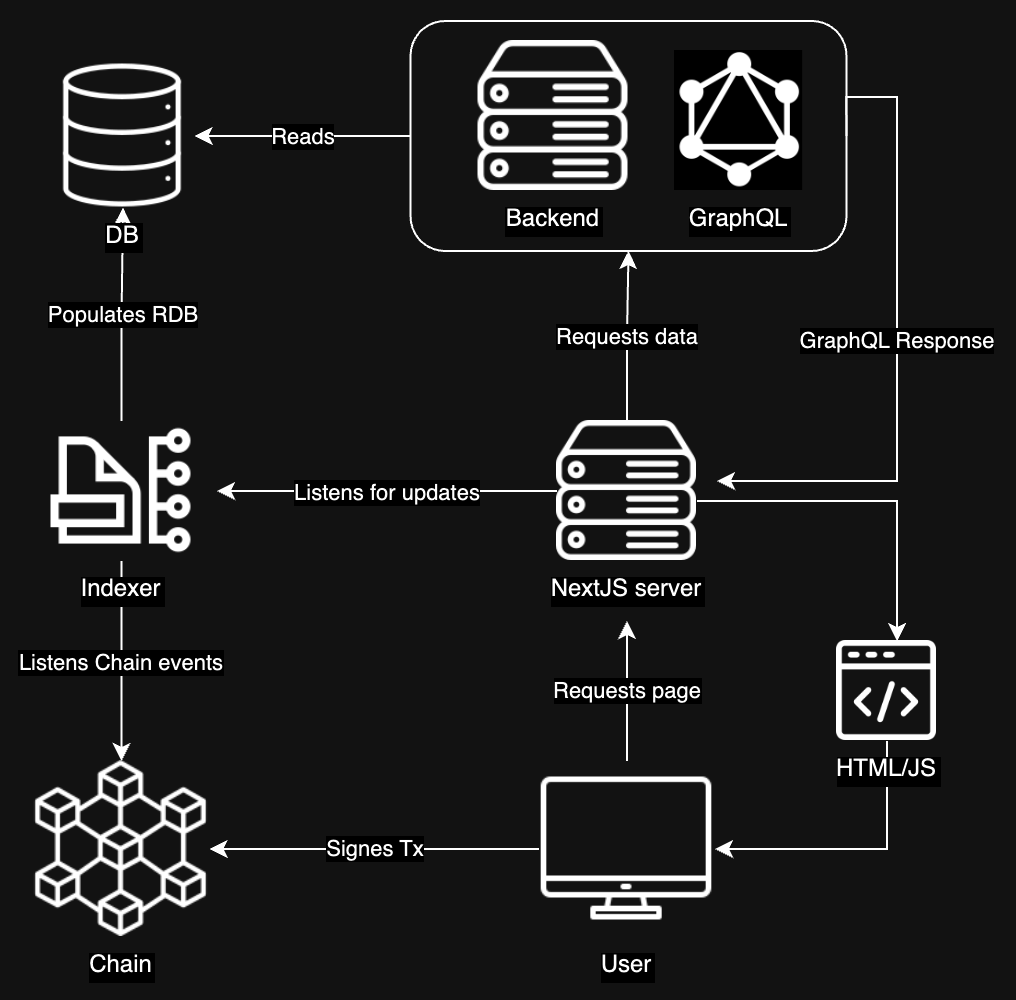 Reads
Backend
GraphQL
DB
Populates RDB
Requests data
GraphQL Response
Listens for updates
Indexer
NextJS server
Listens Chain events
Requests page
HTML/JS
Signes Tx
Chain
User